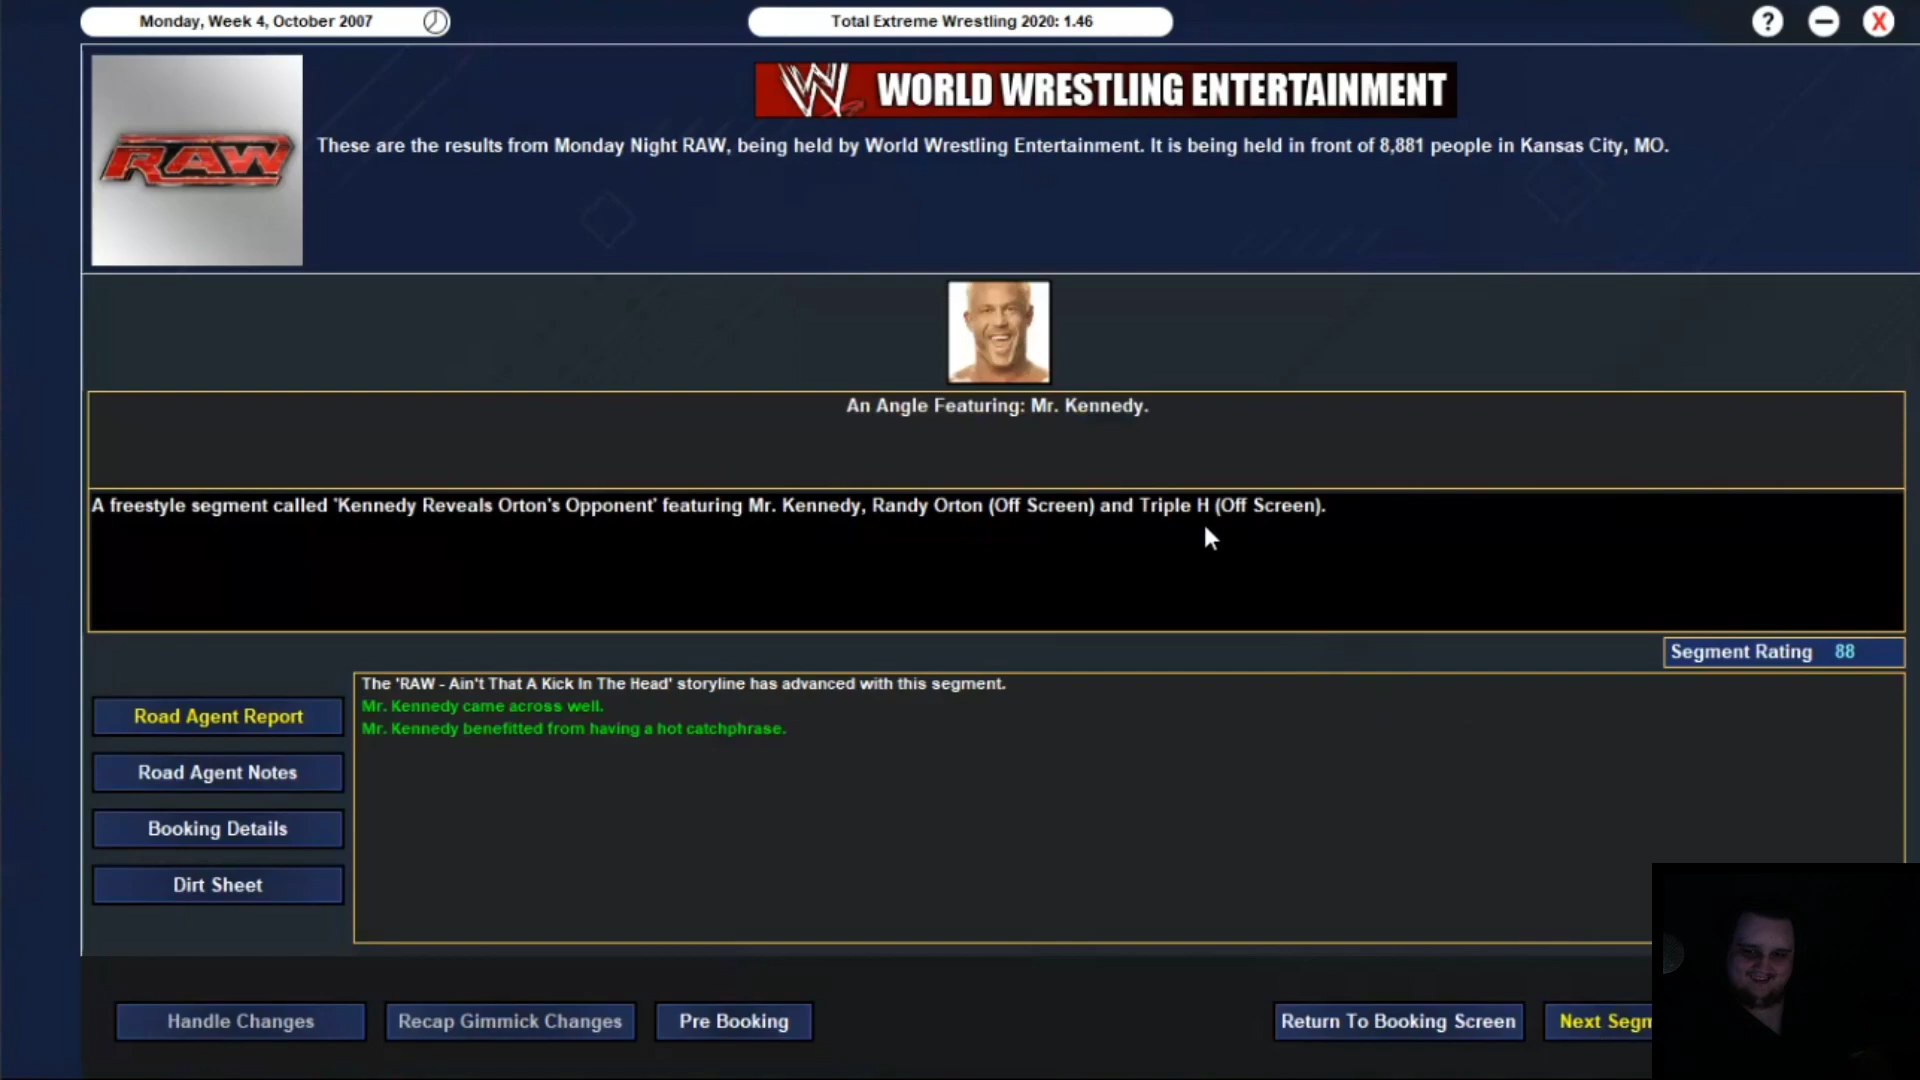 Monday, Week 4, October 2007
Total Extreme Wrestling 2020: 1.46
?
X
W WORLD WRESTLING ENTERTAINMENT
RAW
These are the results from Monday Night RAW, being held by World Wrestling Entertainment. It is being held in front of 8,881 people in Kansas City, MO.
An Angle Featuring: Mr. Kennedy.
A freestyle segment called 'Kennedy Reveals Orton's Opponent' featuring Mr. Kennedy, Randy Orton (Off Screen) and Triple H (Off Screen).
Segment Rating 88
The 'RAW - Ain't That A Kick In The Head' storyline has advanced with this segment.
Mr. Kennedy came across well.
Mr. Kennedy benefitted from having a hot catchphrase.
Road Agent Report
Road Agent Notes
Booking Details
Dirt Sheet
Handle Changes
Recap Gimmick Changes
Pre Booking
Return To Booking Screen
Next Segm